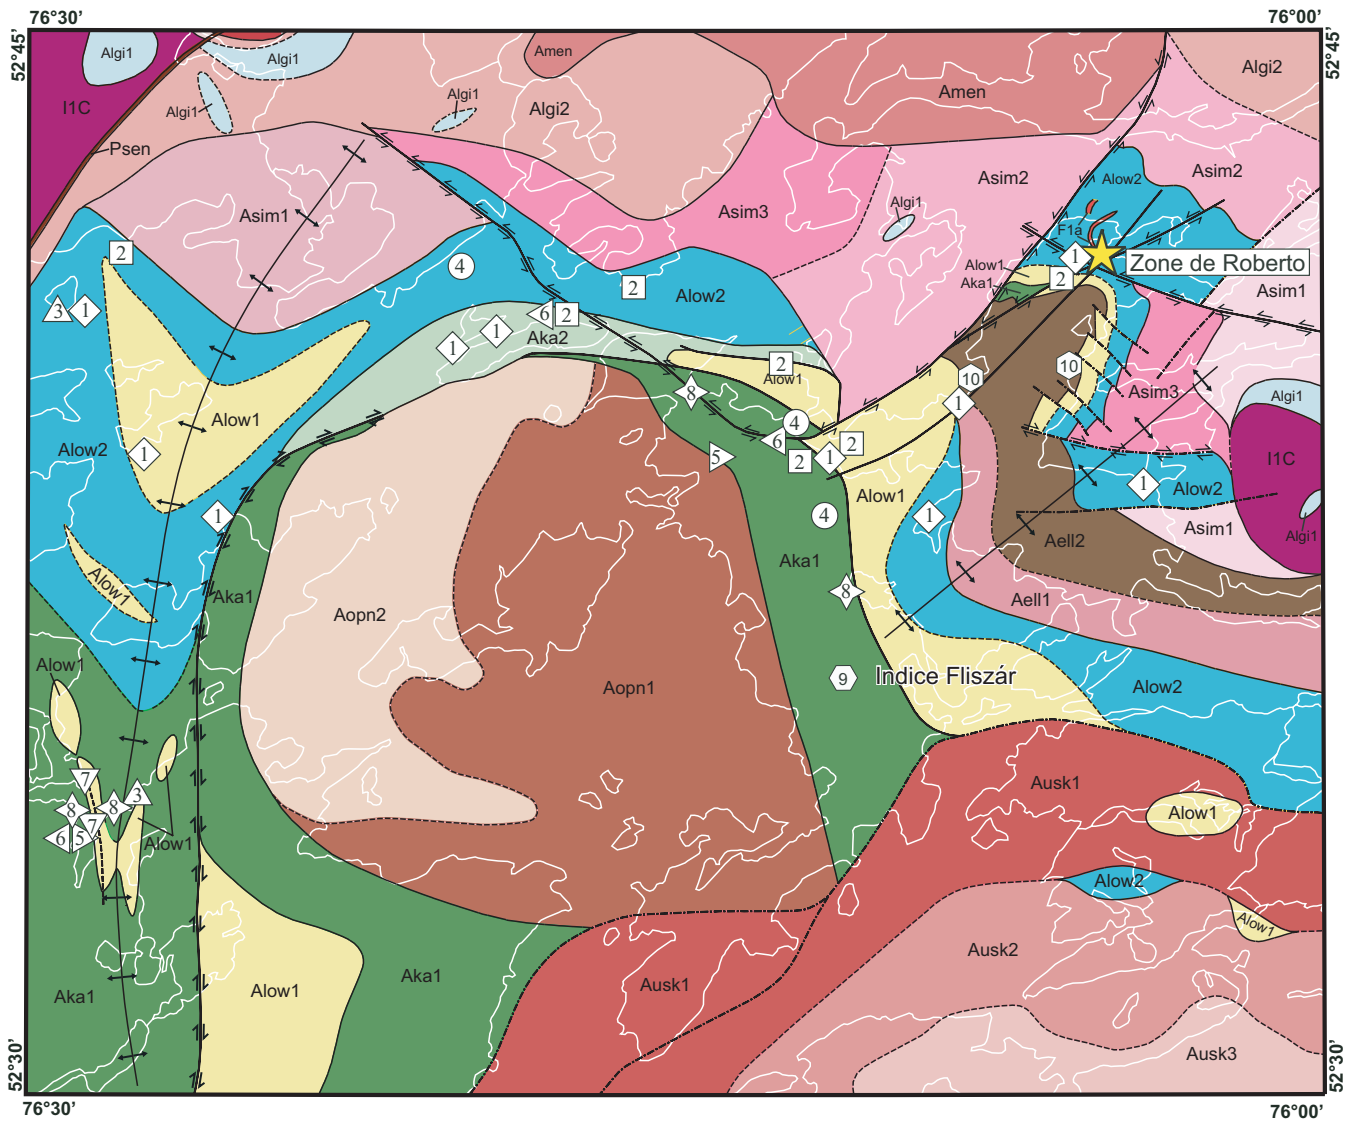 76°30’
76°00’
52°45’
52°45’
Algi1
Algi1
Amen
Algi2
I1C
Algi1
Algi1
Algi2
Amen
Psen
Asim2
Alow2
Asim2
Asim1
Asim3
Algi1
F1a
2
1
Zone de Roberto
4
Alow1
2
Aka1
Asim1
3
1
2
Alow2
6
2
1
Aka2
1
2
Alow1
10
10
8
Asim3
Algi1
1
Alow1
4
6
2
Alow2
1
5
2
1
I1C
1
Alow2
Alow1
1
4
1
Asim1
Algi1
Aell2
Aka1
Alow1
Aka1
8
Aell1
Aopn2
Alow1
9
Indice Fliszár
Aopn1
Alow2
7
Ausk1
3
8
8
7
Alow1
6
5
Alow1
Alow2
Alow1
Ausk2
Aka1
Alow1
Aka1
Ausk1
Ausk3
52°30’
52°30’
76°30’
76°00’